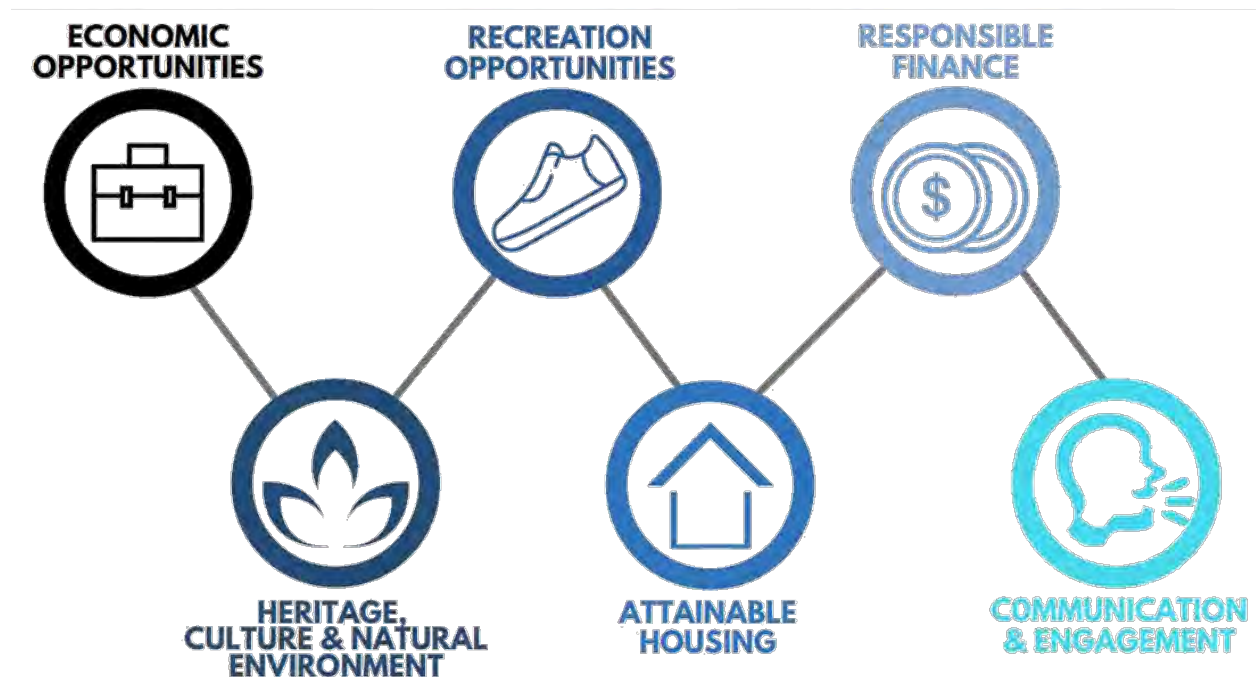 ECONOMIC
OPPORTUNITIES
RECREATION
OPPORTUNITIES
RESPONSIBLE
FINANCE
$
HERITAGE,
CULTURE & NATURAL
ENVIRONMENT
ATTAINABLE
HOUSING
COMMUNICATION
& ENGAGEMENT